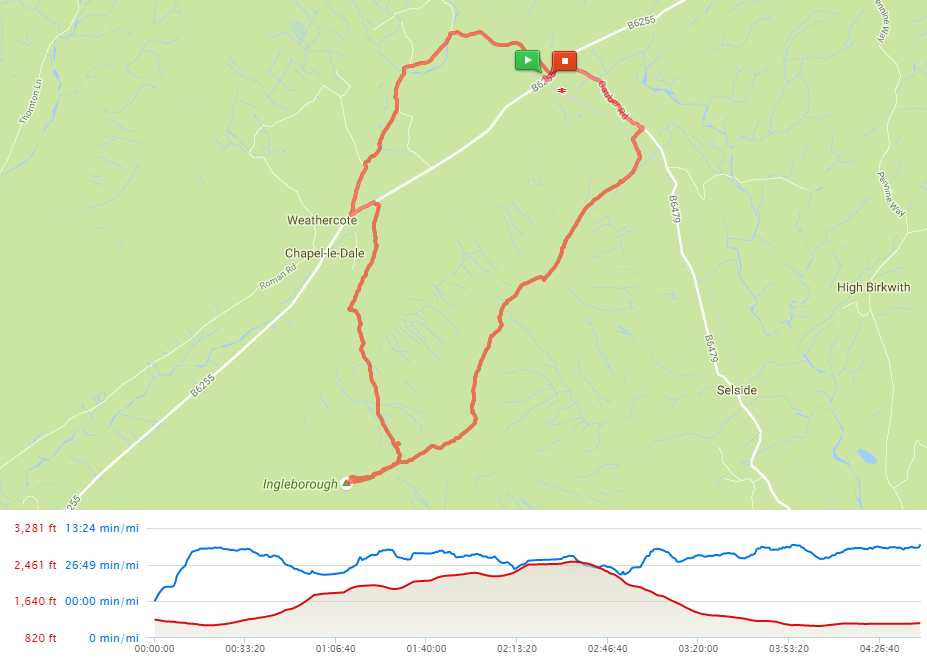 B6255
Pennine Way
Thornton Ln
B6255
Gauber Rd
Pennine Way
B6479
Weathercote
Chapel-le-Dale
Roman Rd
High Birkwith
B6479
B6255
Selside
Ingleborough
255
3,281 ft 13:24 min/mi
2,461 ft 26:49 min/mi
1,640 ft 00:00 min/mi
820 ft 0 min/mi
00:00:00 00:33:20 01:06:40 01:40:00 02:13:20 02:46:40 03:20:00 03:53:20 04:26:40